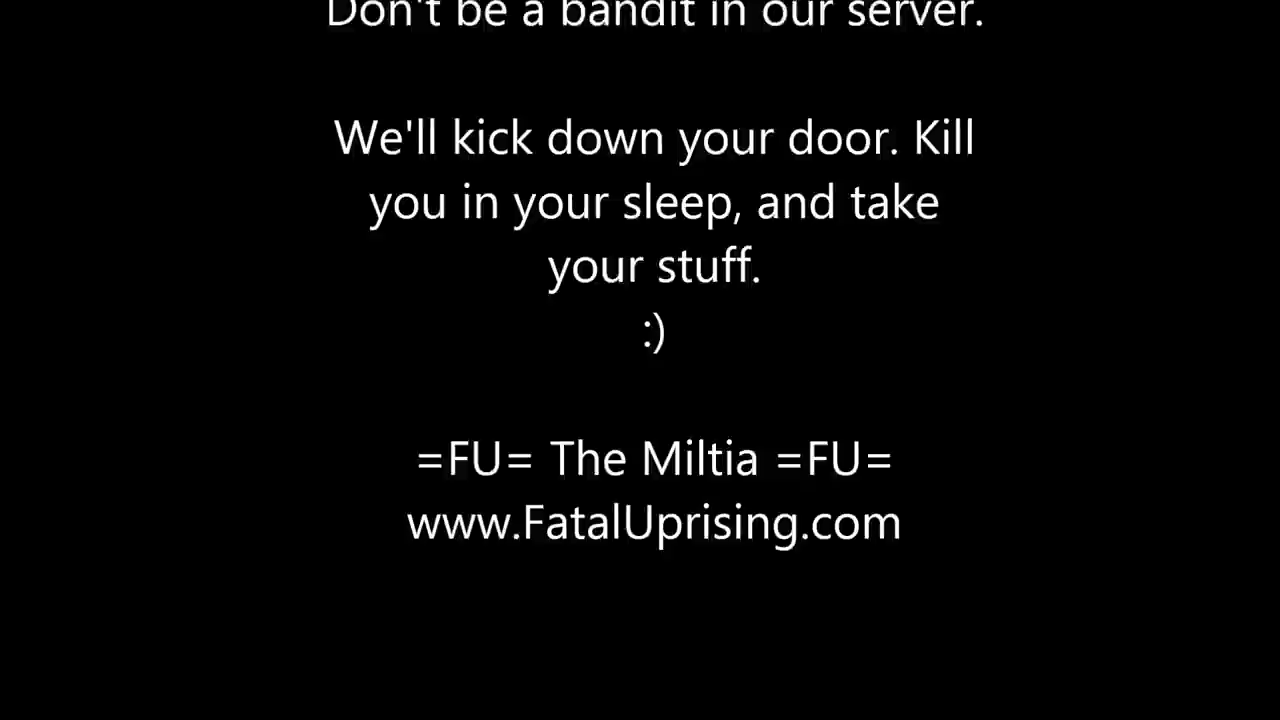 Don't be a bandit in our server.
We'll kick down your door. Kill
you in your sleep, and take
your stuff.
:)
=FU= The Miltia =FU=
www.FatalUprising.com